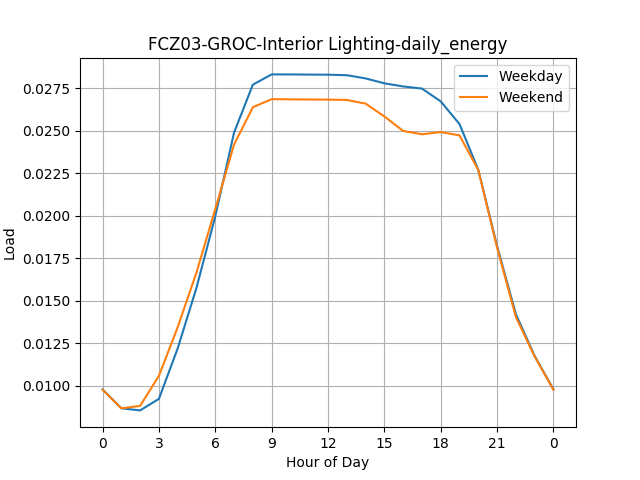 FCZ03-GROC-Interior Lighting-daily_energy
Weekday
Weekend
0.0275
0.0250
0.0225
0.0200
0.0175
0.0150
0.0125
0.0100
Load
0 3 6 9 12 15 18 21 0
Hour of Day